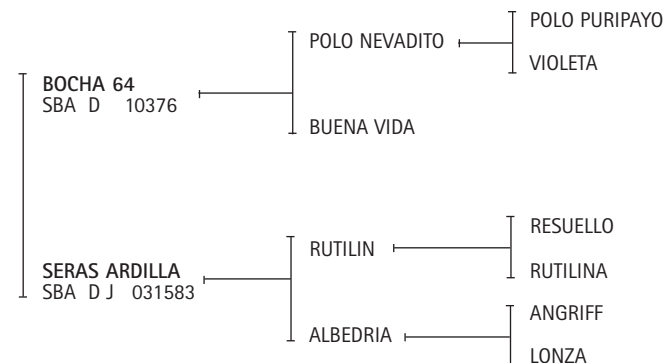 POLO PURIPAYO
POLO NEVADITO
VIOLETA
BOCHA 64
SBA D 10376
BUENA VIDA
RESUELLO
RUTILIN
SERAS ARDILLA
SBA D J 031583
RUTILINA
ANGRIFF
ALBEDRIA
LONZA